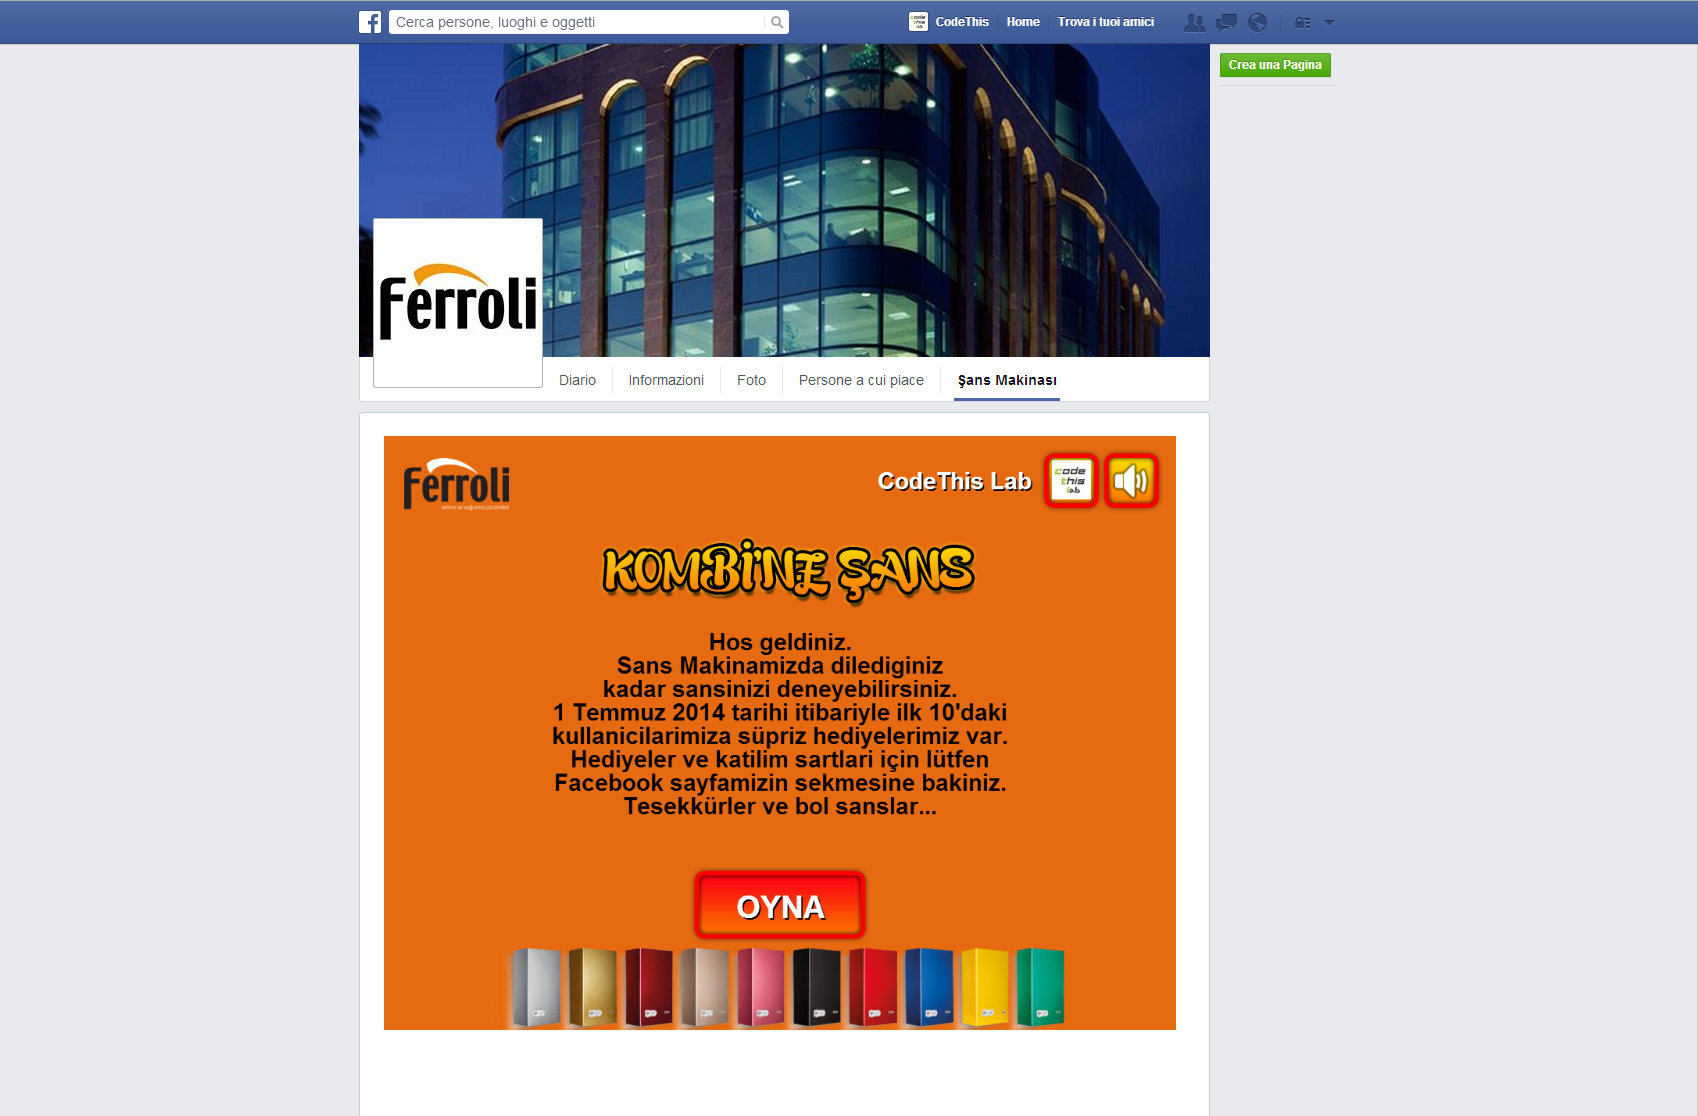 Cerca persone, luoghi e oggetti
CodeThis
Home
Trova i tuoi amici
Crea una Pagina
Ferroli
Diario
Informazioni
Foto
Persone a cui piace
Şans Makinası
Ferroli
CodeThis Lab
code
this
lab
KOMBİ'NE ŞANS
Hos geldiniz.
Sans Makinamizda dilediginiz
kadar sansinizi deneyebilirsiniz.
1 Temmuz 2014 tarihi itibariyle ilk 10'daki
kullanicilarimiza süpriz hediyelerimiz var.
Hediyeler ve katilim sartlari için lütfen
Facebook sayfamizin sekmesine bakiniz.
Tesekkürler ve bol sanslar...
OYNA